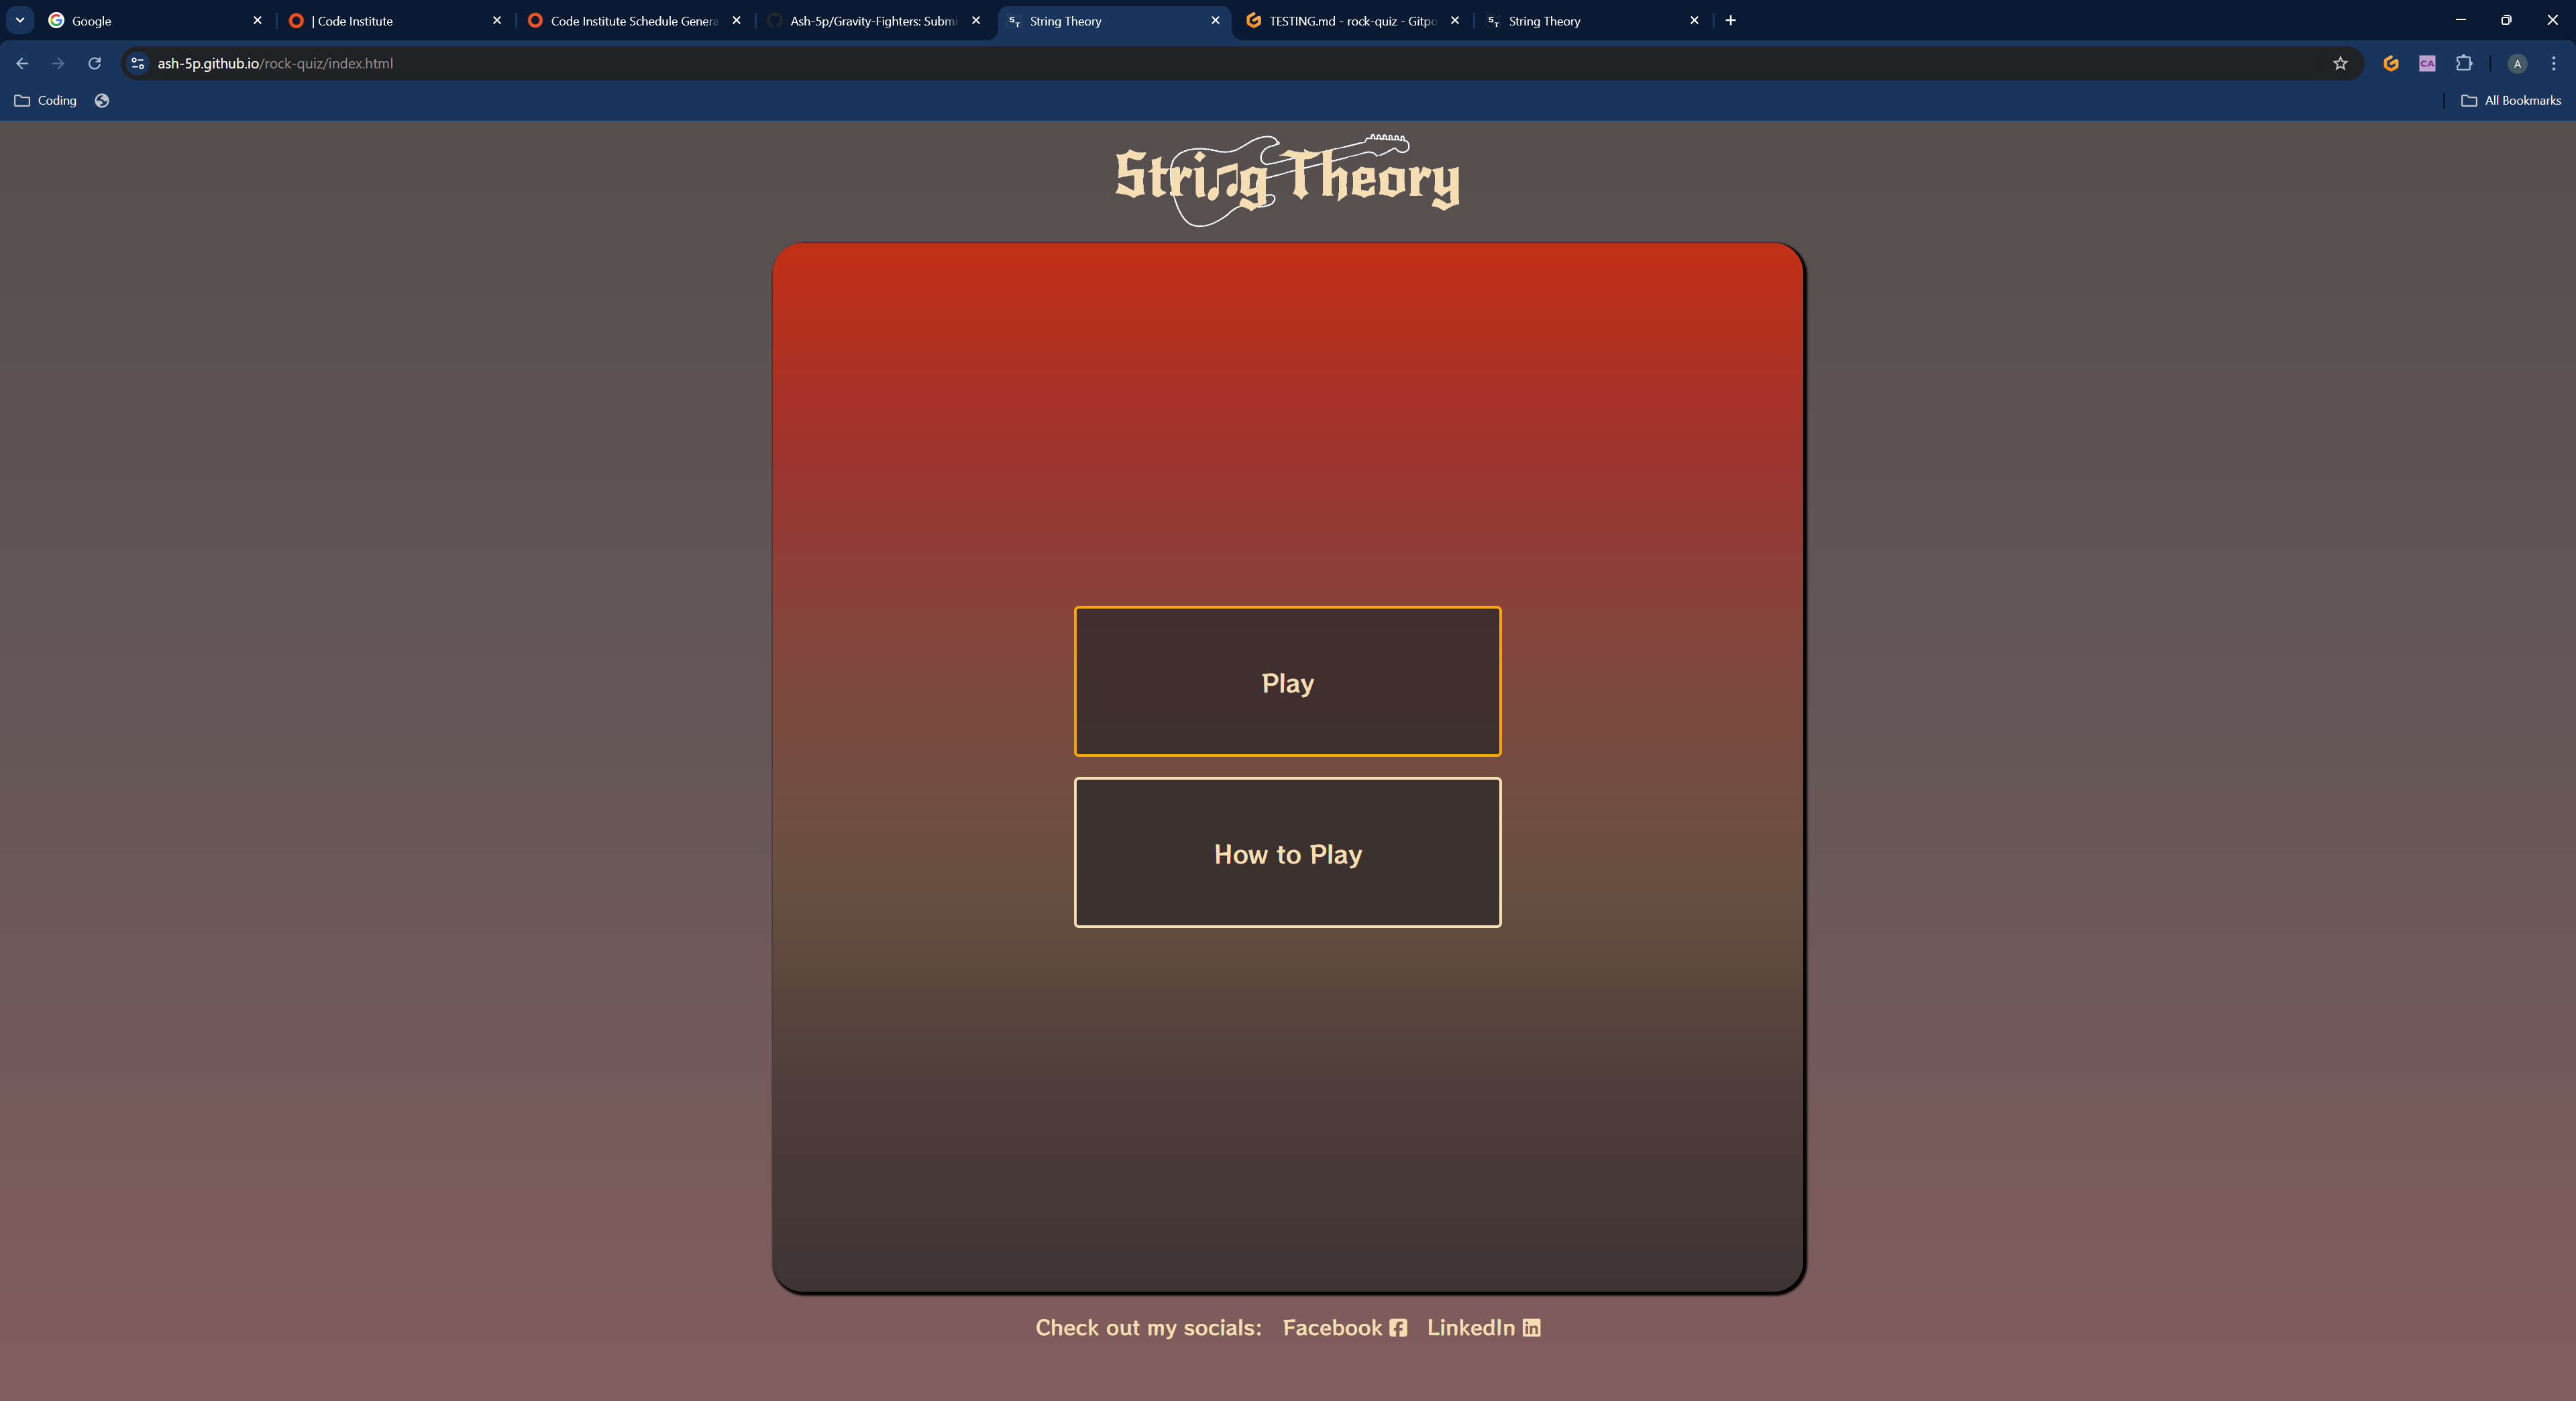 Google
| Code Institute
Code Institute Schedule Genera
Ash-5p/Gravity-Fighters: Submi
String Theory
TESTING.md - rock-quiz - Gitpo
String Theory
ash-5p.github.io/rock-quiz/index.html
CA
A
Coding
All Bookmarks
String Theory
Play
How to Play
Check out my socials: Facebook LinkedIn